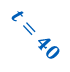 t = 40